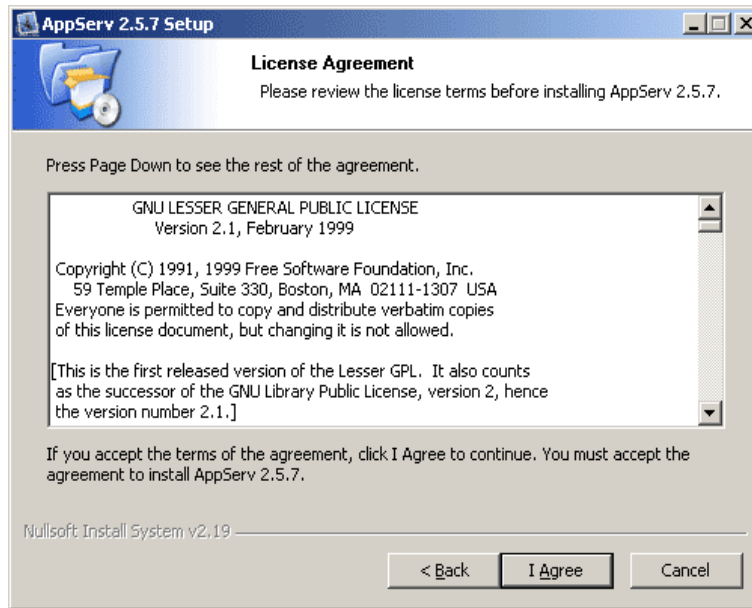 AppServ 2.5.7 Setup
License Agreement
Please review the license terms before installing AppServ 2.5.7.
Press Page Down to see the rest of the agreement.
GNU LESSER GENERAL PUBLIC LICENSE
Version 2.1, February 1999
Copyright (C) 1991, 1999 Free Software Foundation, Inc.
59 Temple Place, Suite 330, Boston, MA 02111-1307 USA
Everyone is permitted to copy and distribute verbatim copies
of this license document, but changing it is not allowed.
[This is the first released version of the Lesser GPL. It also counts
as the successor of the GNU Library Public License, version 2, hence
the version number 2.1.]
If you accept the terms of the agreement, click I Agree to continue. You must accept the
agreement to install AppServ 2.5.7.
Nullsoft Install System v2.19
< Back I Agree Cancel